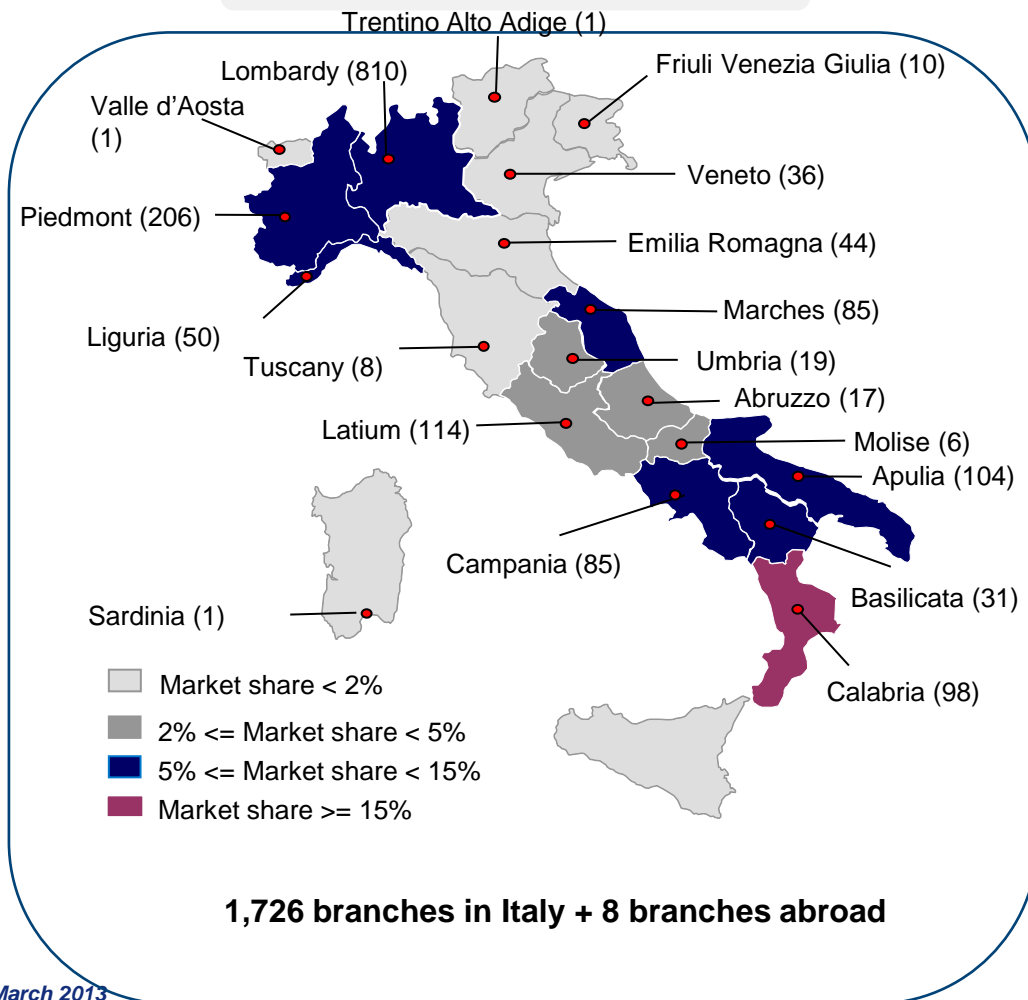 Trentino Alto Adige (1)
Lombardy (810)
Friuli Venezia Giulia (10)
Valle d’Aosta
(1)
Veneto (36)
Piedmont (206)
Emilia Romagna (44)
Marches (85)
Liguria (50)
Tuscany (8)
Umbria (19)
Abruzzo (17)
Latium (114)
Molise (6)
Apulia (104)
Campania (85)
Basilicata (31)
Sardinia (1)
Calabria (98)
Market share < 2%
2% <= Market share < 5%
5% <= Market share < 15%
Market share >= 15%
1,726 branches in Italy + 8 branches abroad
March 2013